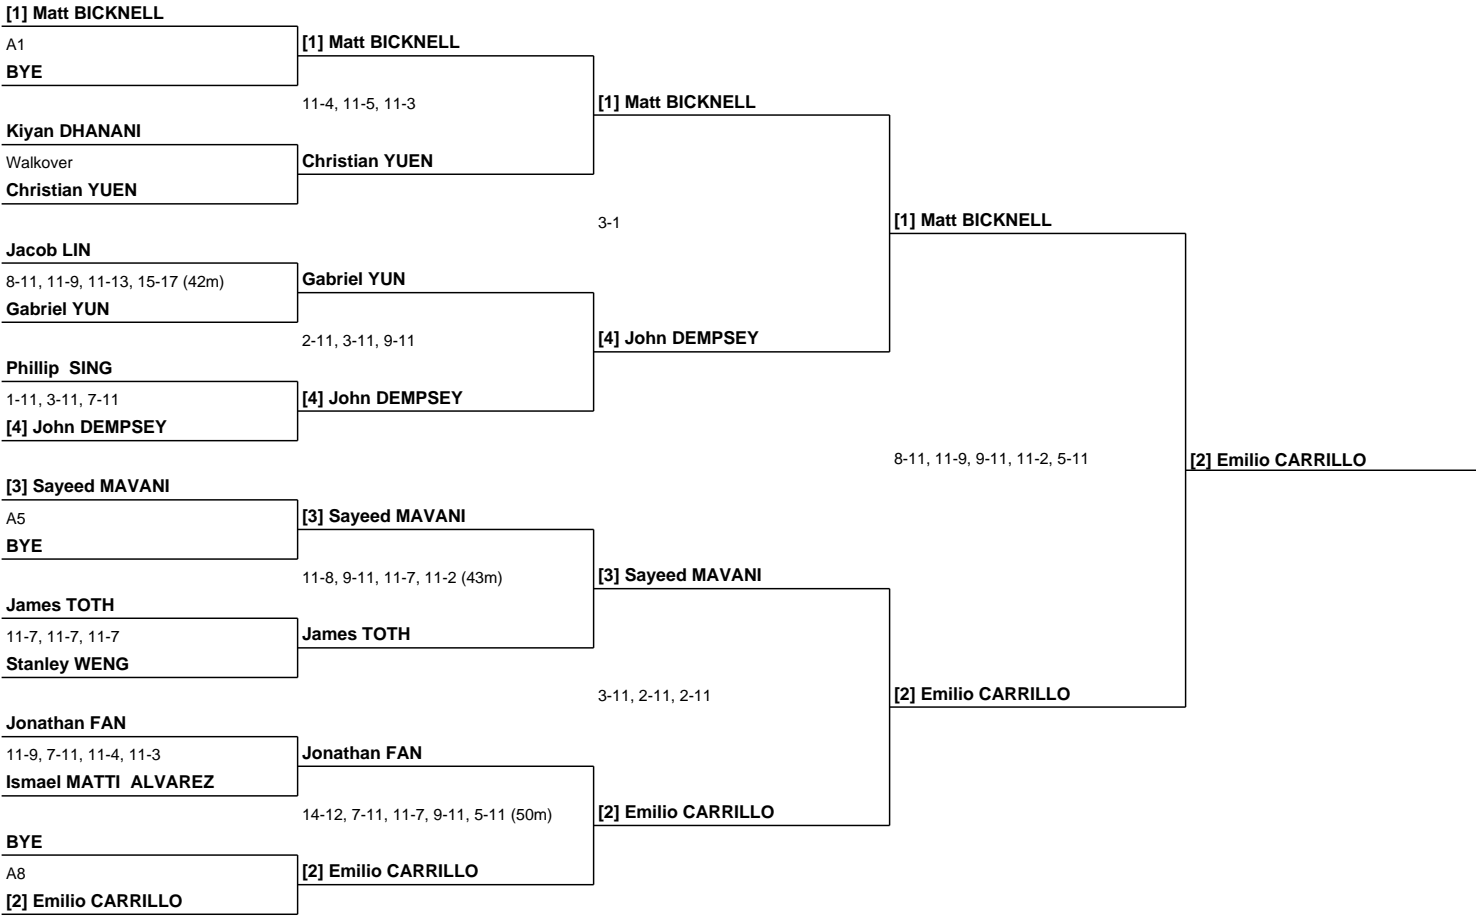 [1] Matt BICKNELL
A1
BYE
Kiyan DHANANI
Walkover
Christian YUEN
Jacob LIN
8-11, 11-9, 11-13, 15-17 (42m)
Gabriel YUN
Phillip  SING
1-11, 3-11, 7-11
[4] John DEMPSEY
[3] Sayeed MAVANI
A5
BYE
James TOTH
11-7, 11-7, 11-7
Stanley WENG
Jonathan FAN
11-9, 7-11, 11-4, 11-3
Ismael MATTI  ALVAREZ
BYE
A8
[2] Emilio CARRILLO
[1] Matt BICKNELL
11-4, 11-5, 11-3
Christian YUEN
Gabriel YUN
2-11, 3-11, 9-11
[4] John DEMPSEY
[3] Sayeed MAVANI
11-8, 9-11, 11-7, 11-2 (43m)
James TOTH
Jonathan FAN
14-12, 7-11, 11-7, 9-11, 5-11 (50m)
[2] Emilio CARRILLO
[1] Matt BICKNELL
3-1
[4] John DEMPSEY
[3] Sayeed MAVANI
3-11, 2-11, 2-11
[2] Emilio CARRILLO
[1] Matt BICKNELL
8-11, 11-9, 9-11, 11-2, 5-11
[2] Emilio CARRILLO
[2] Emilio CARRILLO